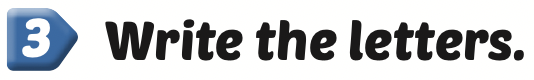 3 Write the letters.